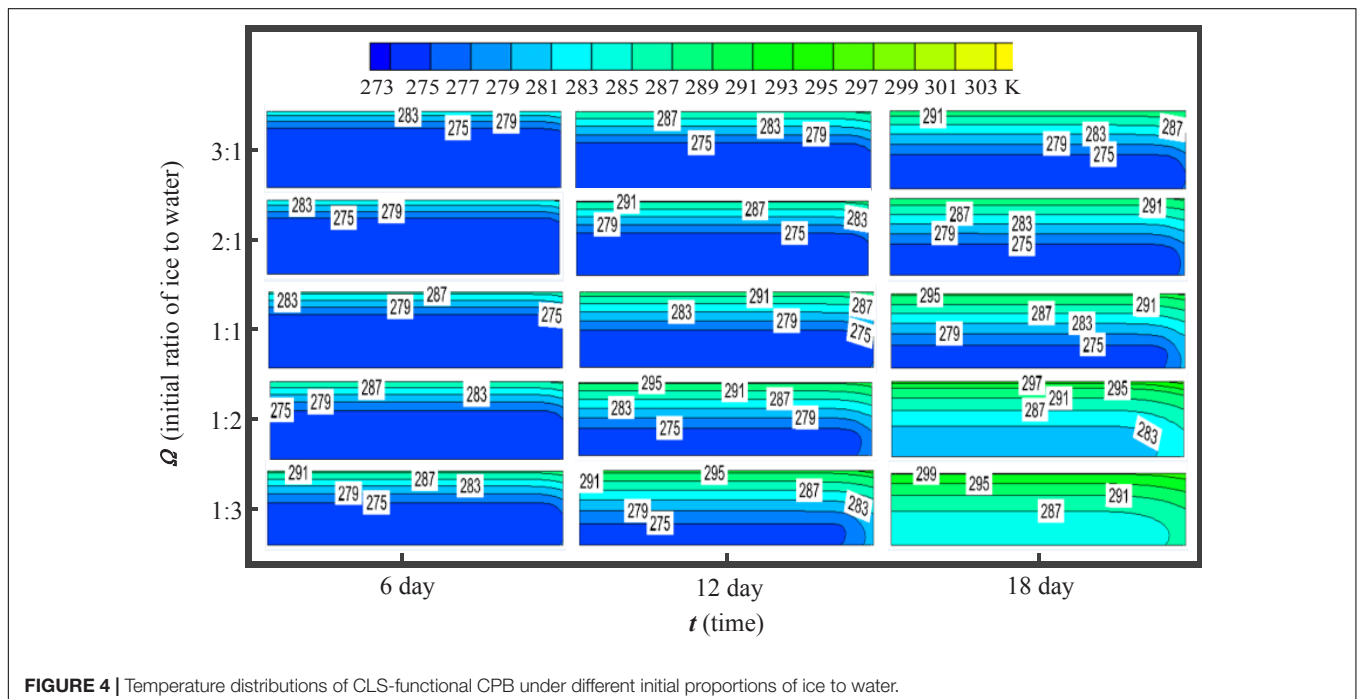 273 275 277 279 281 283 285 287 289 291 293 295 297 299 301 303 K
Ω (initial ratio of ice to water)
3:1
283 275 279
287 275 283 279
291 279 283 275 287
2:1
283 275 279
291 279 287 275 283
287 279 283 275 291
1:1
283 279 287 275
283 291 279 287 275
295 279 287 283 275 291
1:2
275 279 287 283
283 295 275 291 287 279
297 287 291 295 283
1:3
291 279 275 287 283
291 279 275 295 287 283
299 295 287 291
6 day 12 day 18 day
t (time)
FIGURE 4 | Temperature distributions of CLS-functional CPB under different initial proportions of ice to water.